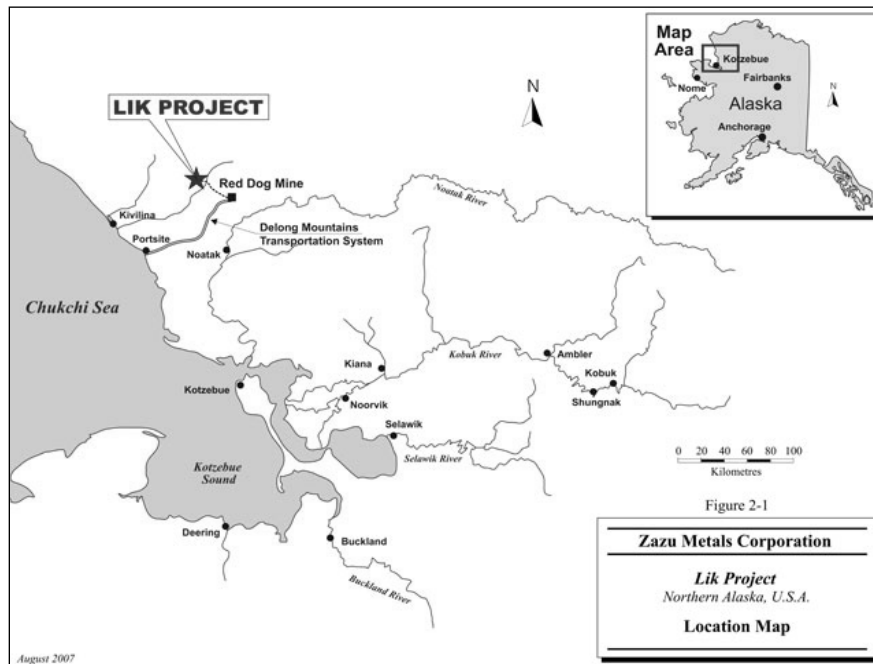 Map
Area
Kotzebue
Fairbanks
Nome
Alaska
N
Anchorage
N
LIK PROJECT
Red Dog Mine
Noatak River
Kivilina
Portsite
Delong Mountains
Transportation System
Noatak
Chukchi Sea
Kiana
Kobuk River
Ambler
Kotzebue
Kobuk
Noorvik
Shungnak
Selawik
Selawik River
Kotzebue
Sound
0 20 40 60 80 100
Kilometres
Figure 2-1
Deering
Buckland
Buckland River
Zazu Metals Corporation
Lik Project
Northern Alaska, U.S.A.
Location Map
August 2007